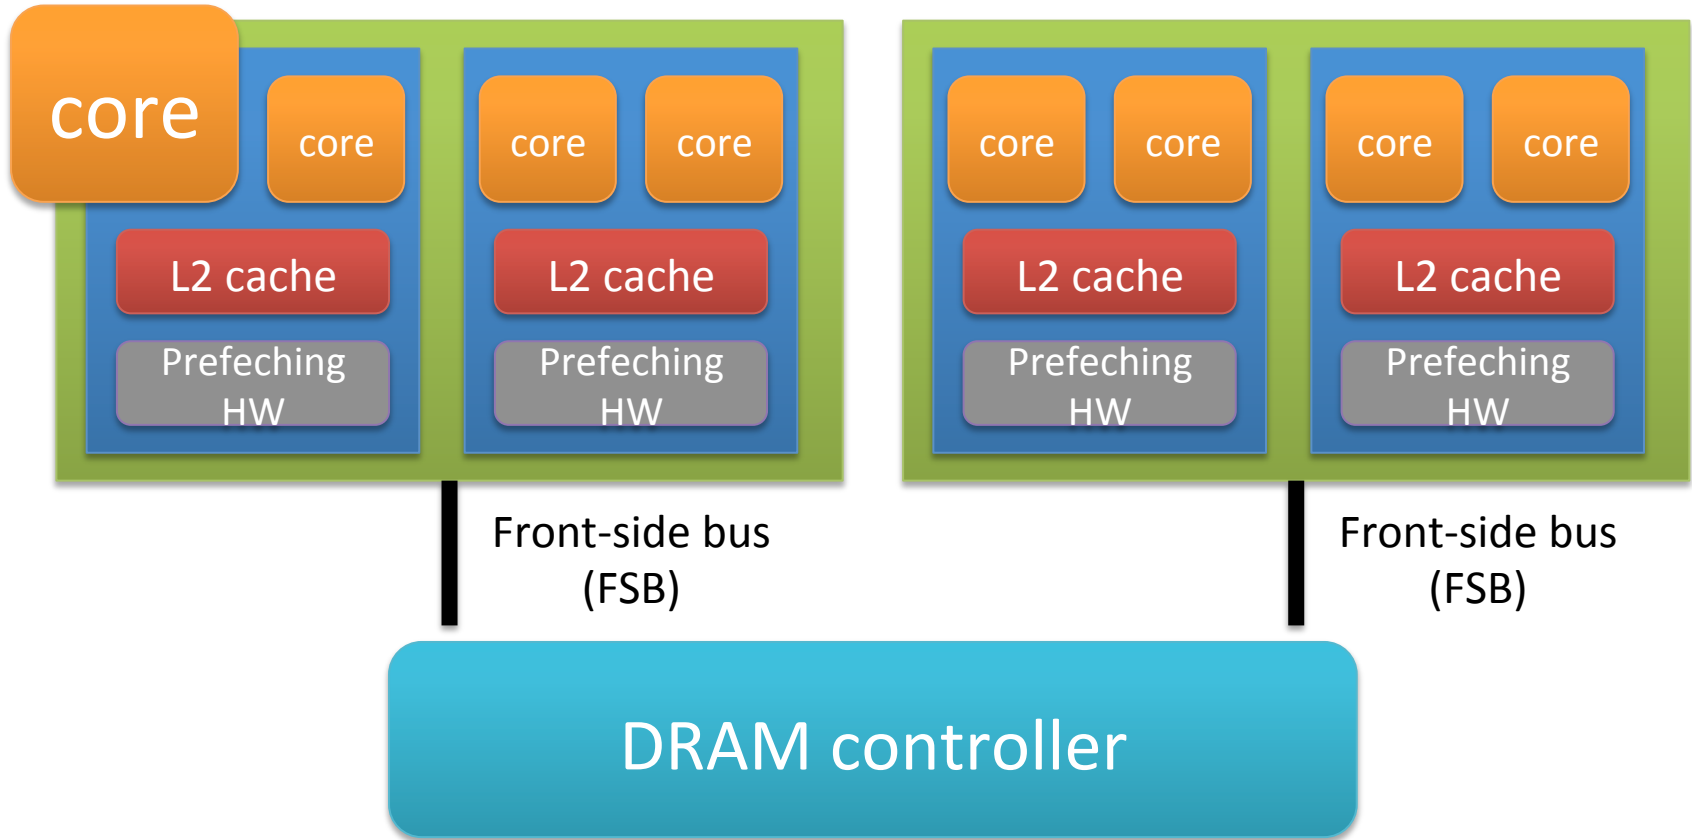 core
core
core
core
core
core
core
core
L2 cache
L2 cache
L2 cache
L2 cache
Prefeching
HW
Prefeching
HW
Prefeching
HW
Prefeching
HW
Front-side bus
(FSB)
Front-side bus
(FSB)
DRAM controller